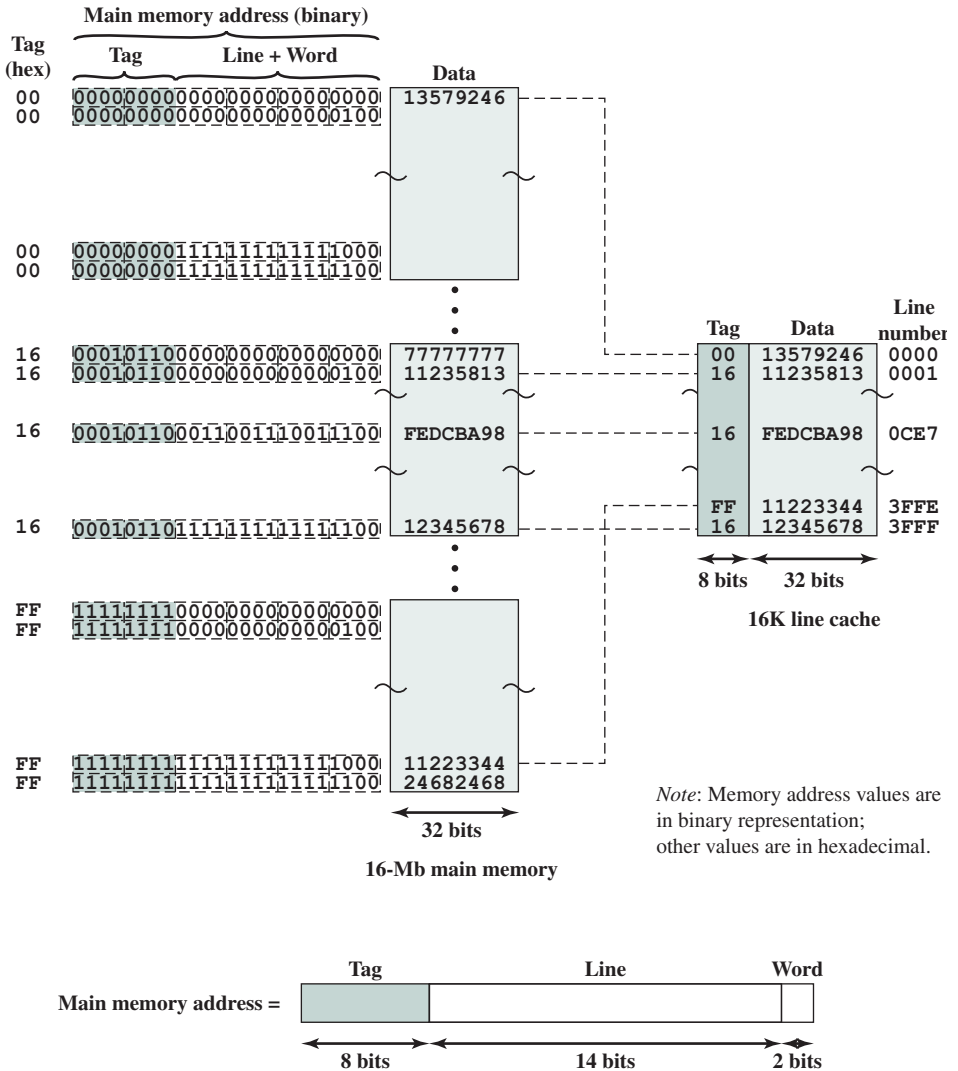 Main memory address (binary)
Tag
(hex)
Tag Line + Word
Data
00 000000000000000000000000 13579246
00 000000000000000000000100
00 000000001111111111111000
00 000000001111111111111100
Line
Tag Data number
16 000101100000000000000000 77777777 00 13579246 0000
16 000101100000000000000100 11235813 16 11235813 0001
16 000101100011001110011100 FEDCBA98 16 FEDCBA98 0CE7
FF 11223344 3FFE
16 000101101111111111111100 12345678 16 12345678 3FFF
8 bits 32 bits
16K line cache
FF 111111110000000000000000
FF 111111110000000000000100
FF 111111111111111111111000 11223344
FF 111111111111111111111100 24682468
32 bits
16-Mb main memory
Note: Memory address values are
in binary representation;
other values are in hexadecimal.
Tag Line Word
Main memory address =
8 bits 14 bits 2 bits